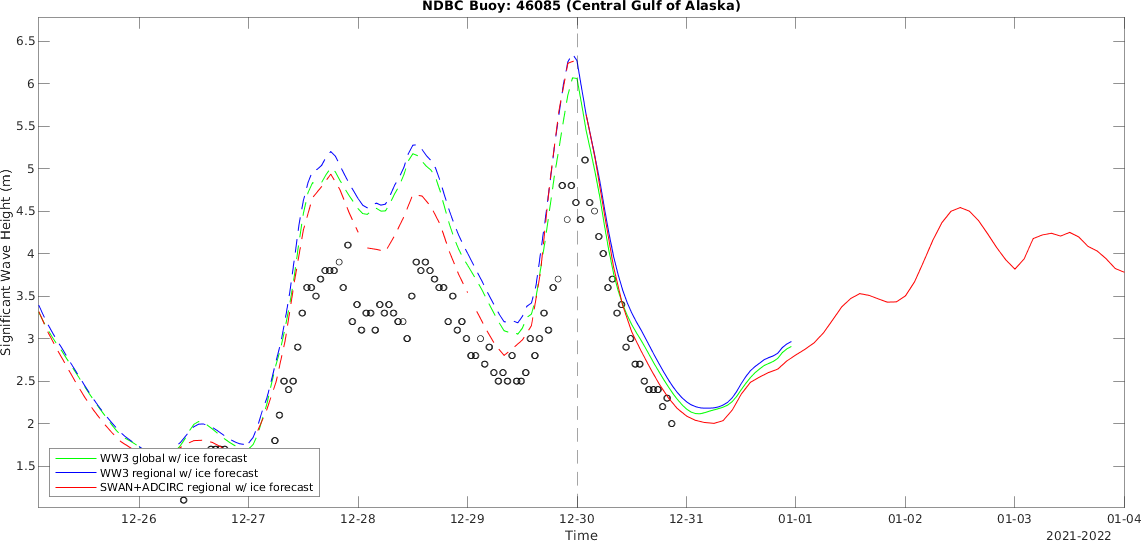 NDBC Buoy: 46085 (Central Gulf of Alaska)
6.5
6
5.5
5
4.5
4
3.5
3
2.5
2
1.5
Significant Wave Height (m)
WW3 global w/ ice forecast
WW3 regional w/ ice forecast
SWAN+ADCIRC regional w/ ice forecast
12-26 12-27 12-28 12-29 12-30 12-31 01-01 01-02 01-03 01-04
Time
2021-2022